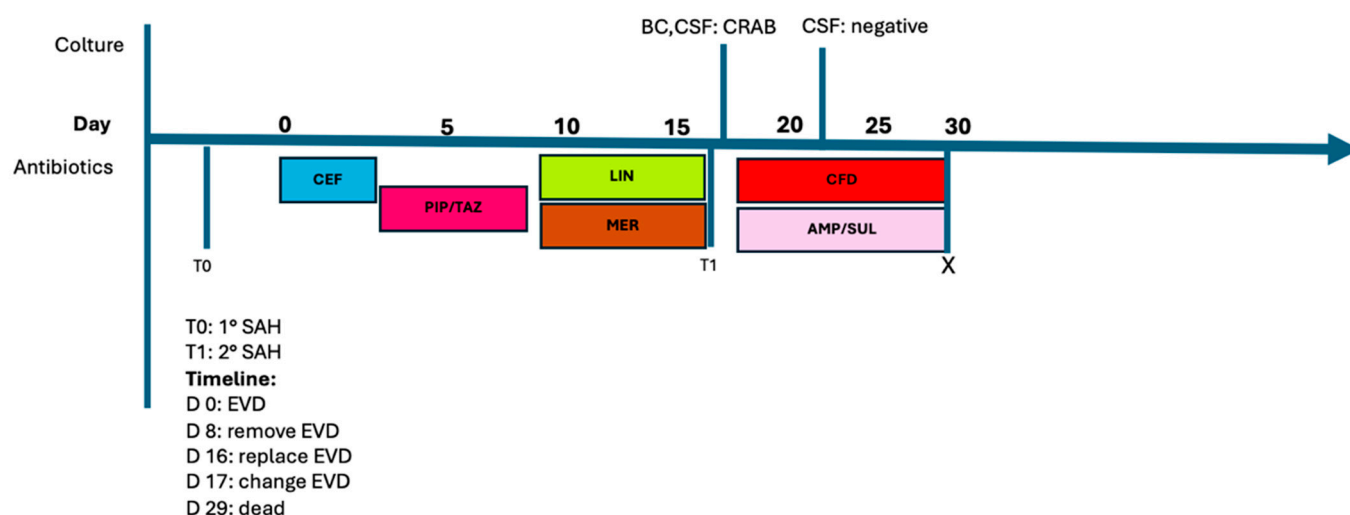 BC,CSF: CRAB CSF: negative
Colture
Day 0 5 10 15 20 25 30
Antibiotics
CEF LIN CFD
PIP/TAZ MER AMP/SUL
T0 T1 X
T0: 1° SAH
T1: 2° SAH
Timeline:
D 0: EVD
D 8: remove EVD
D 16: replace EVD
D 17: change EVD
D 29: dead